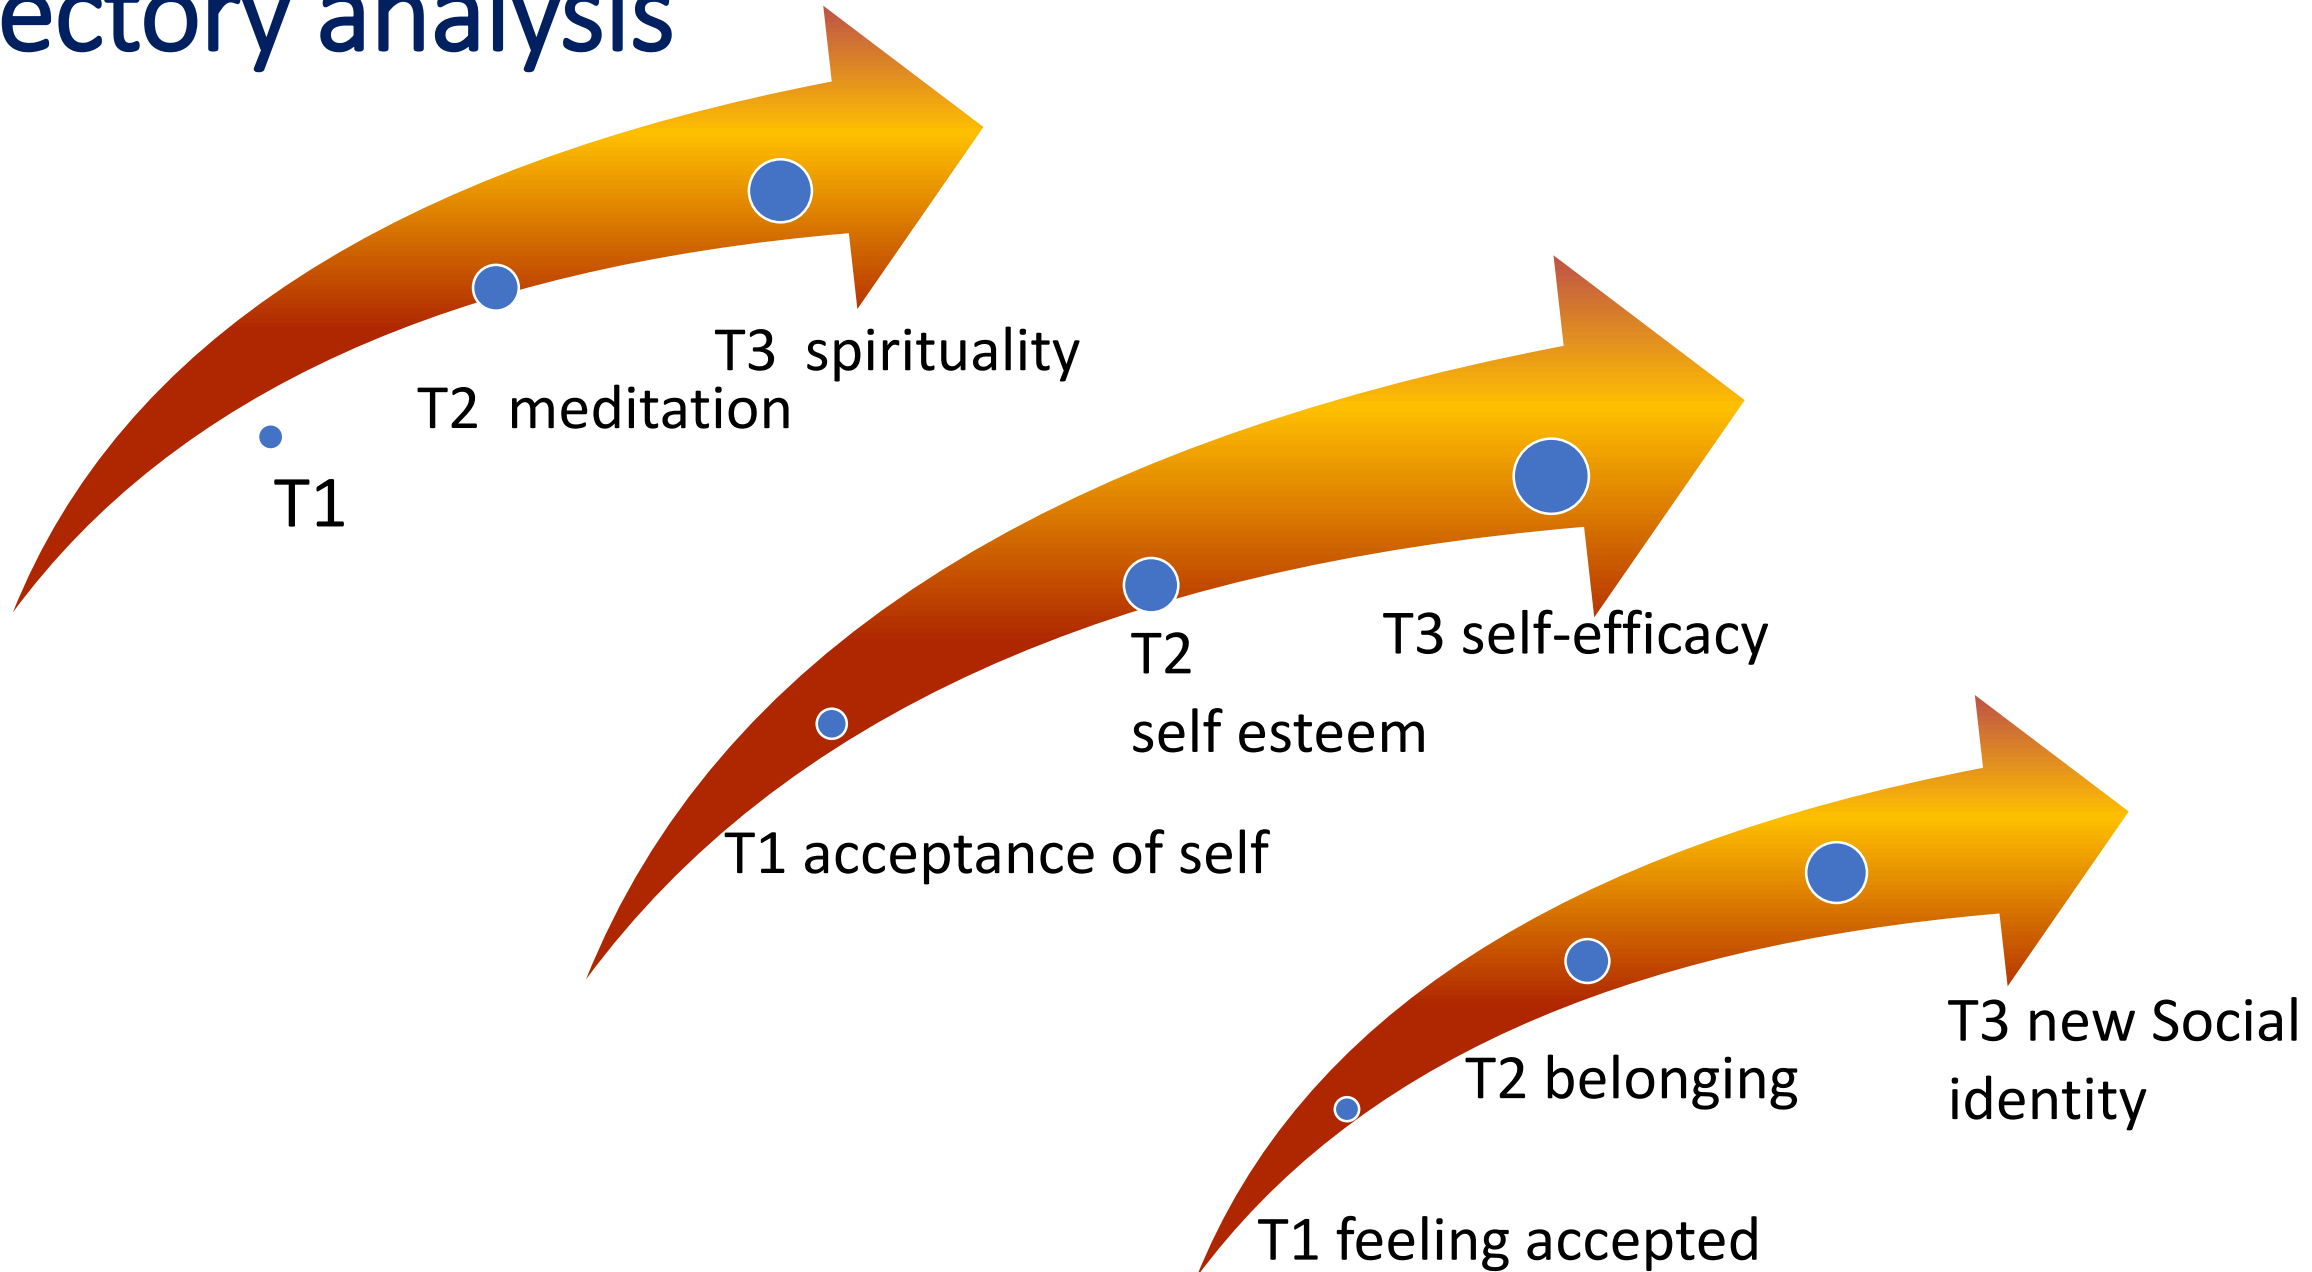 ectory analysis
T3 spirituality
T2 meditation
T1
T3 self-efficacy
T2
self esteem
T1 acceptance of self
T3 new Social
identity
T2 belonging
T1 feeling accepted